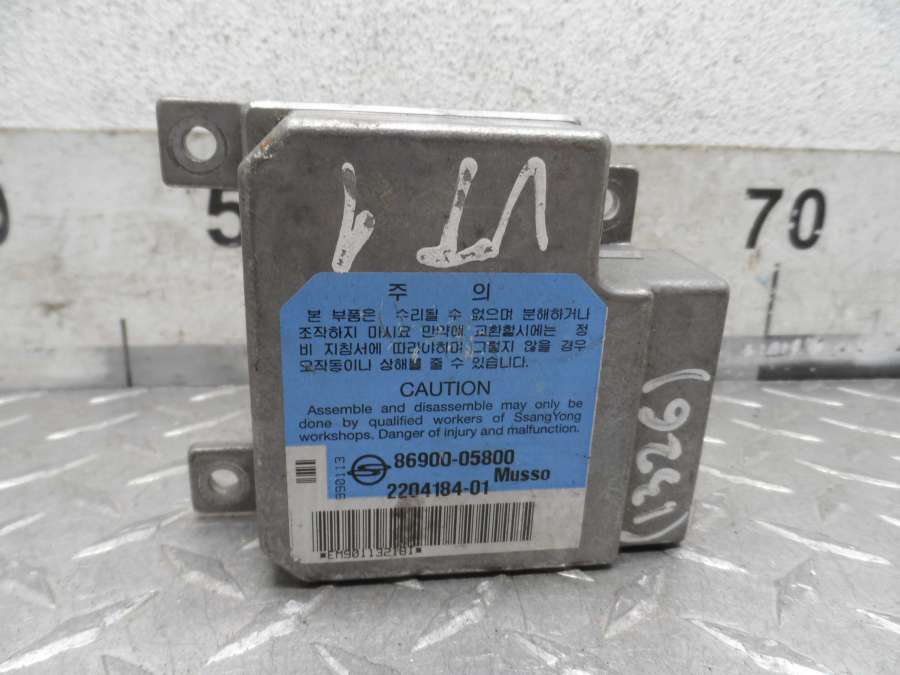 주 의
본 부품은 수리될 수 없으며 분해하거나
조작하지 마시요 만약에 교환할시에는 정
비 지침서에 따라야하며 그렇지 않을 경우
오작동이나 상해를 줄 수 있습니다.
CAUTION
Assemble and disassemble may only be
done by qualified workers of SsangYong
workshops. Danger of injury and malfunction.
990113
86900-05800
Musso
2204184-01
*EM901132181*
(1326)
70
5